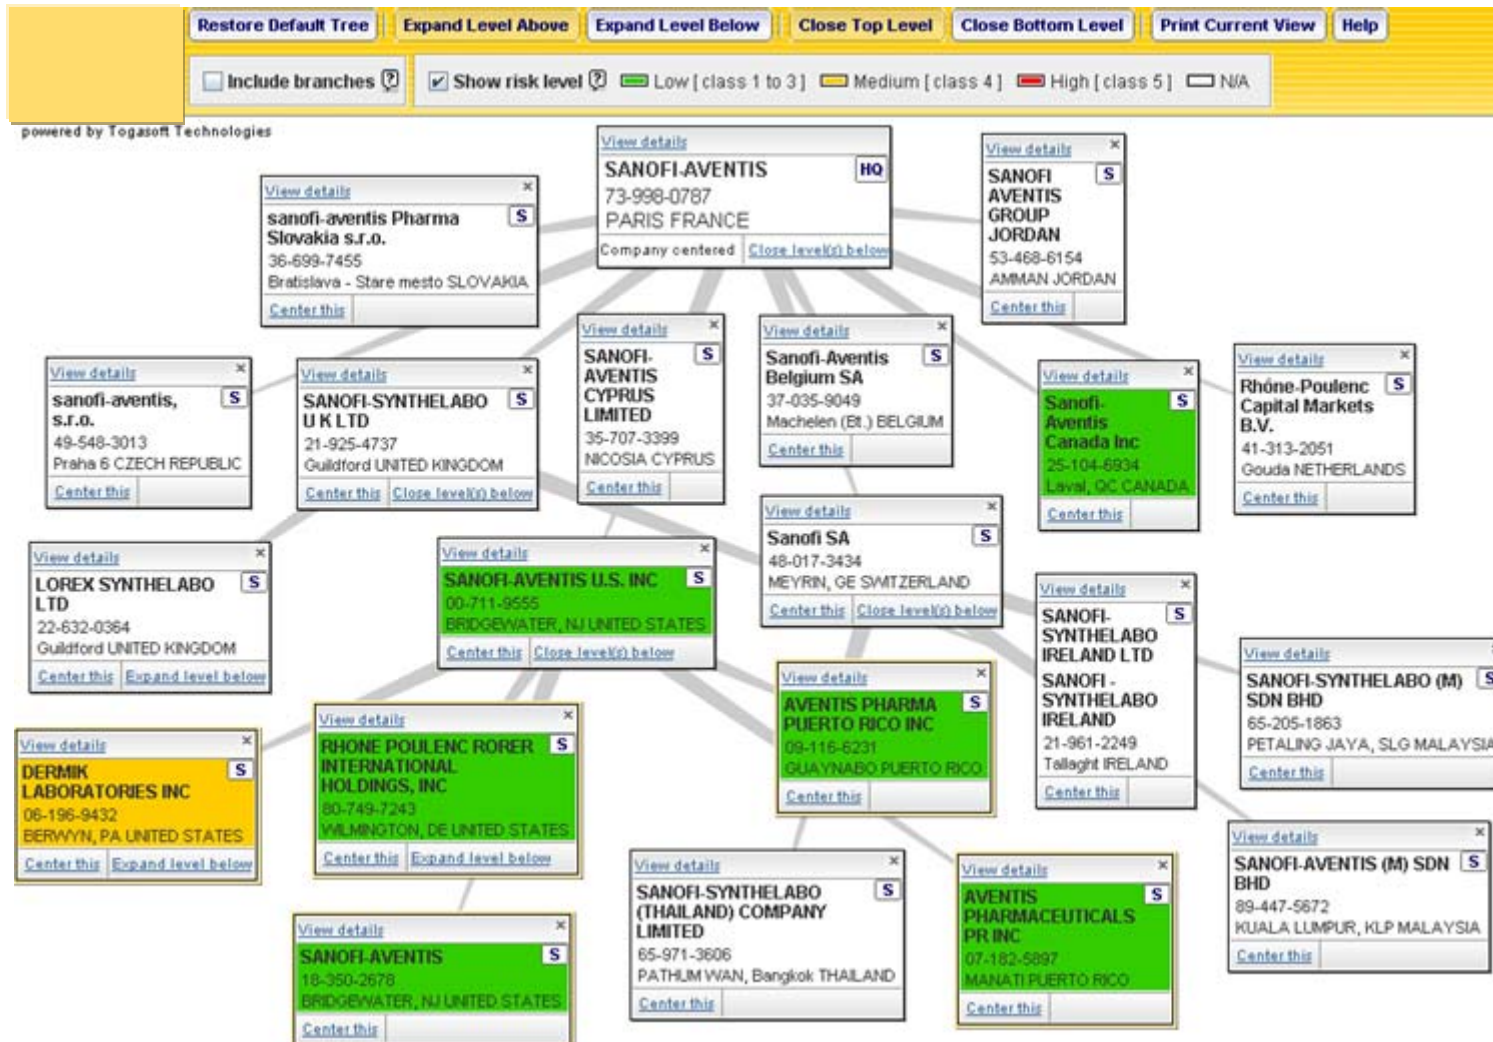 Restore Default Tree
Expand Level Above
Expand Level Below
Close Top Level
Close Bottom Level
Print Current View
Help
Include branches ?
Show risk level ?
Low [ class 1 to 3 ]
Medium [ class 4 ]
High [ class 5 ]
N/A
powered by Togasoft Technologies
View details
SANOFI-AVENTIS HQ
73-998-0787
PARIS FRANCE
Company centered Close level(s) below
View details ×
SANOFI S
AVENTIS
GROUP
JORDAN
53-468-6154
AMMAN JORDAN
Center this
View details ×
sanofi-aventis Pharma S
Slovakia s.r.o.
36-699-7455
Bratislava - Stare mesto SLOVAKIA
Center this
View details ×
sanofi-aventis, S
s.r.o.
49-548-3013
Praha 6 CZECH REPUBLIC
Center this
View details ×
SANOFI-SYNTHELABO S
U K LTD
21-925-4737
Guildford UNITED KINGDOM
Center this Close level(s) below
View details ×
SANOFI- S
AVENTIS
CYPRUS
LIMITED
35-707-3399
NICOSIA CYPRUS
Center this
View details ×
Sanofi-Aventis S
Belgium SA
37-035-9049
Machelen (Bt.) BELGIUM
Center this
View details ×
Sanofi- S
Aventis
Canada Inc
25-104-6934
Laval, QC CANADA
Center this
View details ×
Rhône-Poulenc S
Capital Markets
B.V.
41-313-2051
Gouda NETHERLANDS
Center this
View details ×
LOREX SYNTHELABO S
LTD
22-632-0364
Guildford UNITED KINGDOM
Center this Expand level below
View details ×
SANOFI-AVENTIS U.S. INC S
00-711-9555
BRIDGEWATER, NJ UNITED STATES
Center this Close level(s) below
View details ×
Sanofi SA S
48-017-3434
MEYRIN, GE SWITZERLAND
Center this Close level(s) below
View details ×
SANOFI- S
SYNTHELABO
IRELAND LTD
SANOFI -
SYNTHELABO
IRELAND
21-961-2249
Tallaght IRELAND
Center this
View details
SANOFI-SYNTHELABO (M) S
SDN BHD
65-205-1863
PETALING JAYA, SLG MALAYSIA
Center this
View details ×
DERMIK S
LABORATORIES INC
06-196-9432
BERWYN, PA UNITED STATES
Center this Expand level below
View details ×
RHONE POULENC RORER S
INTERNATIONAL
HOLDINGS, INC
80-749-7243
WILMINGTON, DE UNITED STATES
Center this Expand level below
View details ×
AVENTIS PHARMA S
PUERTO RICO INC
09-116-6231
GUAYNABO PUERTO RICO
Center this
View details ×
SANOFI-AVENTIS (M) SDN S
BHD
89-447-5672
KUALA LUMPUR, KLP MALAYSIA
Center this
View details ×
SANOFI-SYNTHELABO S
(THAILAND) COMPANY
LIMITED
65-971-3606
PATHUM WAN, Bangkok THAILAND
Center this
View details ×
AVENTIS S
PHARMACEUTICALS
PR INC
07-182-5897
MANATI PUERTO RICO
Center this
View details ×
SANOFI-AVENTIS S
18-350-2678
BRIDGEWATER, NJ UNITED STATES
Center this